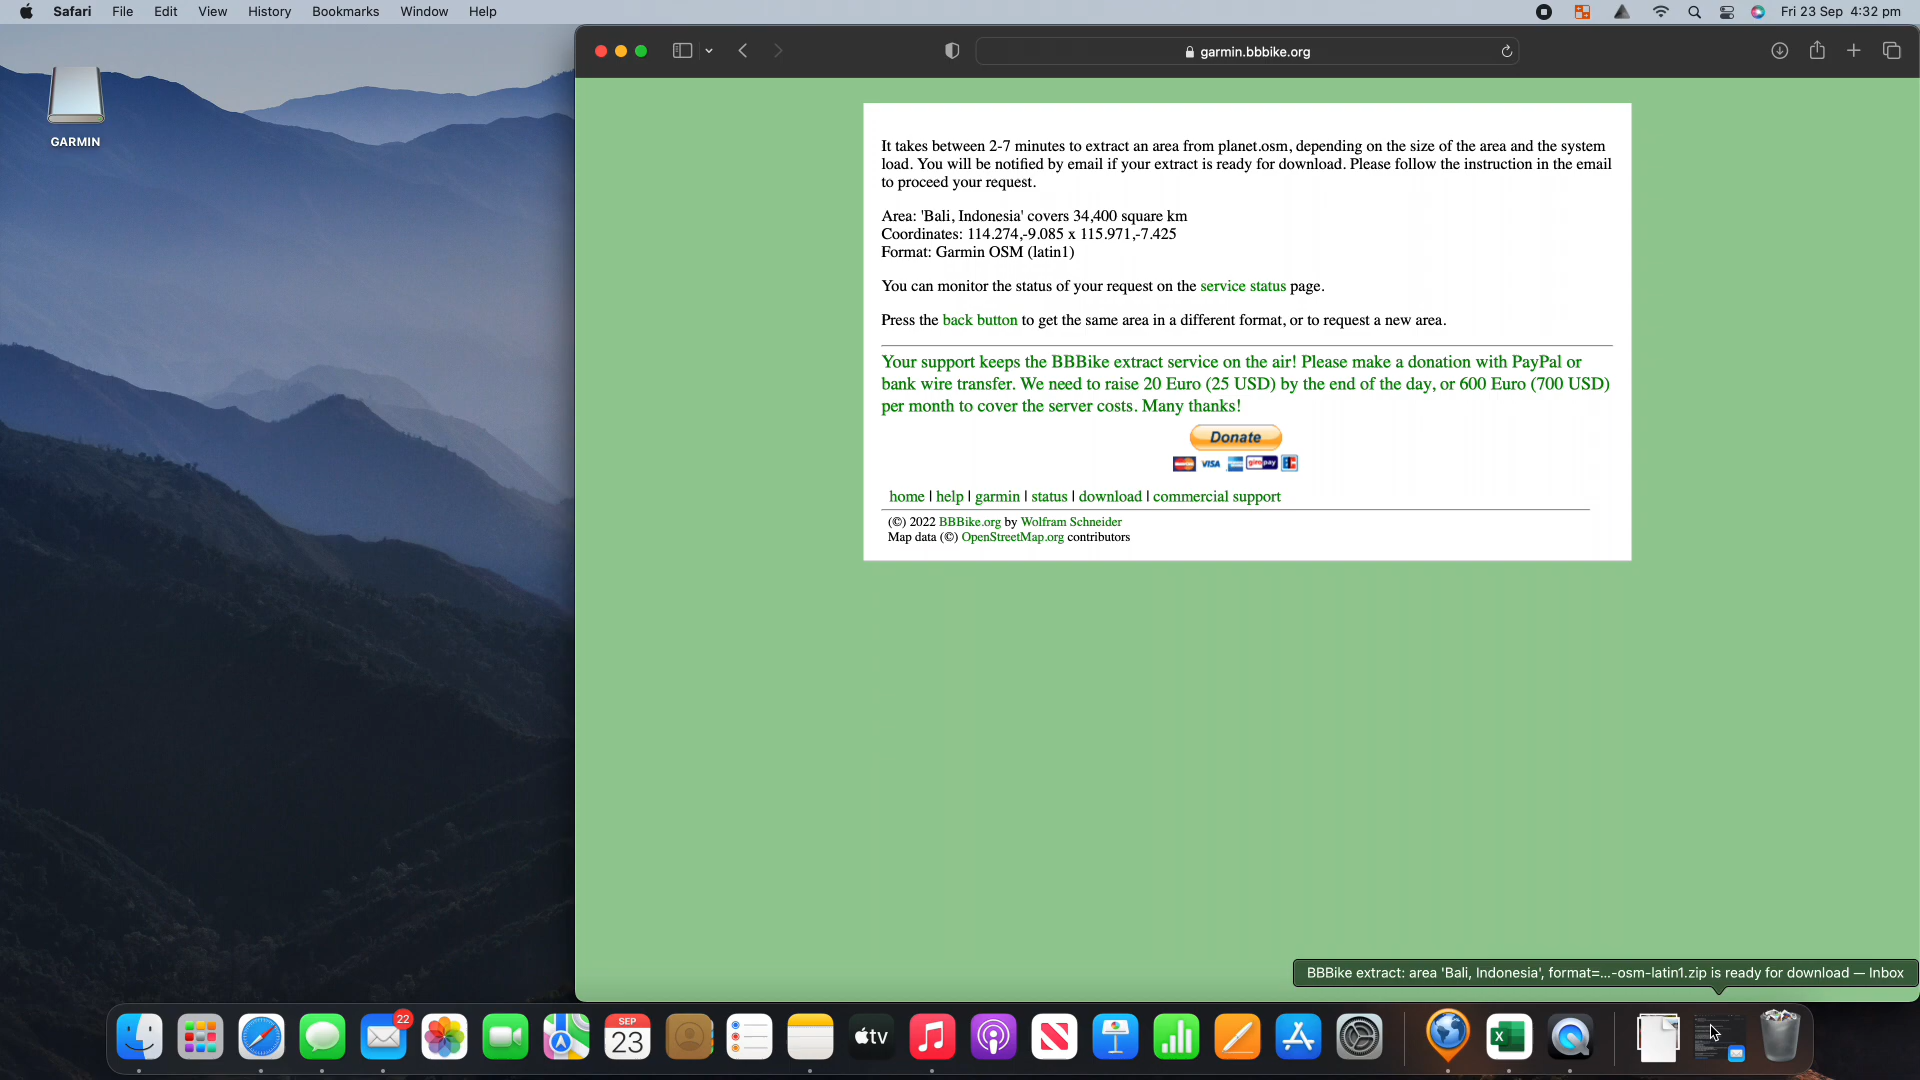 Safari File Edit View History Bookmarks Window Help
Fri 23 Sep 4:32 pm
GARMIN
garmin.bbbike.org
It takes between 2-7 minutes to extract an area from planet.osm, depending on the size of the area and the system
load. You will be notified by email if your extract is ready for download. Please follow the instruction in the email
to proceed your request.
Area: 'Bali, Indonesia' covers 34,400 square km
Coordinates: 114.274,-9.085 x 115.971,-7.425
Format: Garmin OSM (latin1)
You can monitor the status of your request on the service status page.
Press the back button to get the same area in a different format, or to request a new area.
Your support keeps the BBBike extract service on the air! Please make a donation with PayPal or
bank wire transfer. We need to raise 20 Euro (25 USD) by the end of the day, or 600 Euro (700 USD)
per month to cover the server costs. Many thanks!
Donate
VISA giropay
home | help | garmin | status | download | commercial support
(©) 2022 BBBike.org by Wolfram Schneider
Map data (©) OpenStreetMap.org contributors
BBBike extract: area 'Bali, Indonesia', format=...-osm-latin1.zip is ready for download — Inbox
22
SEP
23
tv
X